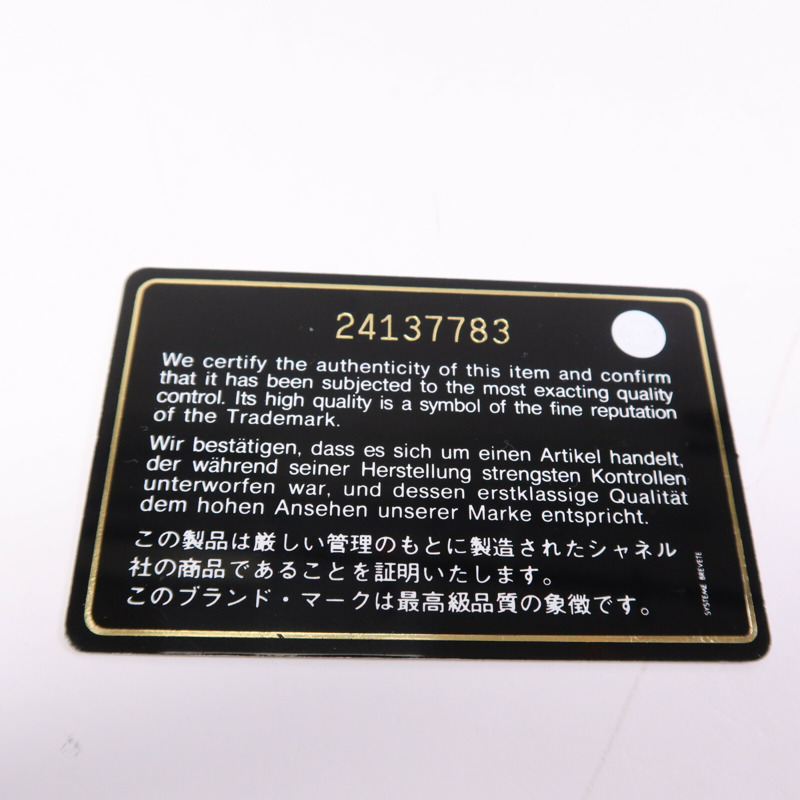 24137783
We certify the authenticity of this item and confirm
that it has been subjected to the most exacting quality
control. Its high quality is a symbol of the fine reputation
of the Trademark.
Wir bestätigen, dass es sich um einen Artikel handelt,
der während seiner Herstellung strengsten Kontrollen
unterworfen war, und dessen erstklassige Qualität
dem hohen Ansehen unserer Marke entspricht.
この製品は厳しい管理のもとに製造されたシャネル
社の商品であることを証明いたします。
このブランド・マークは最高級品質の象徴です。
SYSTEME BREVETE